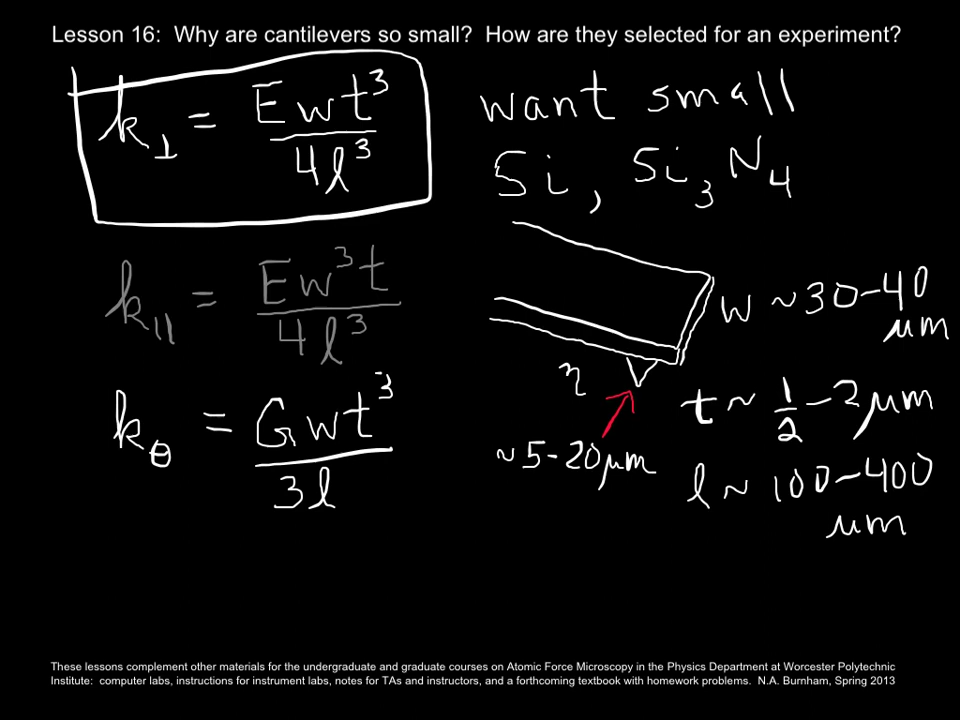 Lesson 16: Why are cantilevers so small? How are they selected for an experiment?
k⊥ = Ewt³/4l³
want small
Si, Si₃N₄
k∥ = Ew³t/4l³
w ~ 30-40
μm
kθ = Gwt³/3l
t ~ 1/2 - 2μm
~ 5-20μm
l ~ 100-400
μm
These lessons complement other materials for the undergraduate and graduate courses on Atomic Force Microscopy in the Physics Department at Worcester Polytechnic
Institute: computer labs, instructions for instrument labs, notes for TAs and instructors, and a forthcoming textbook with homework problems. N.A. Burnham, Spring 2013